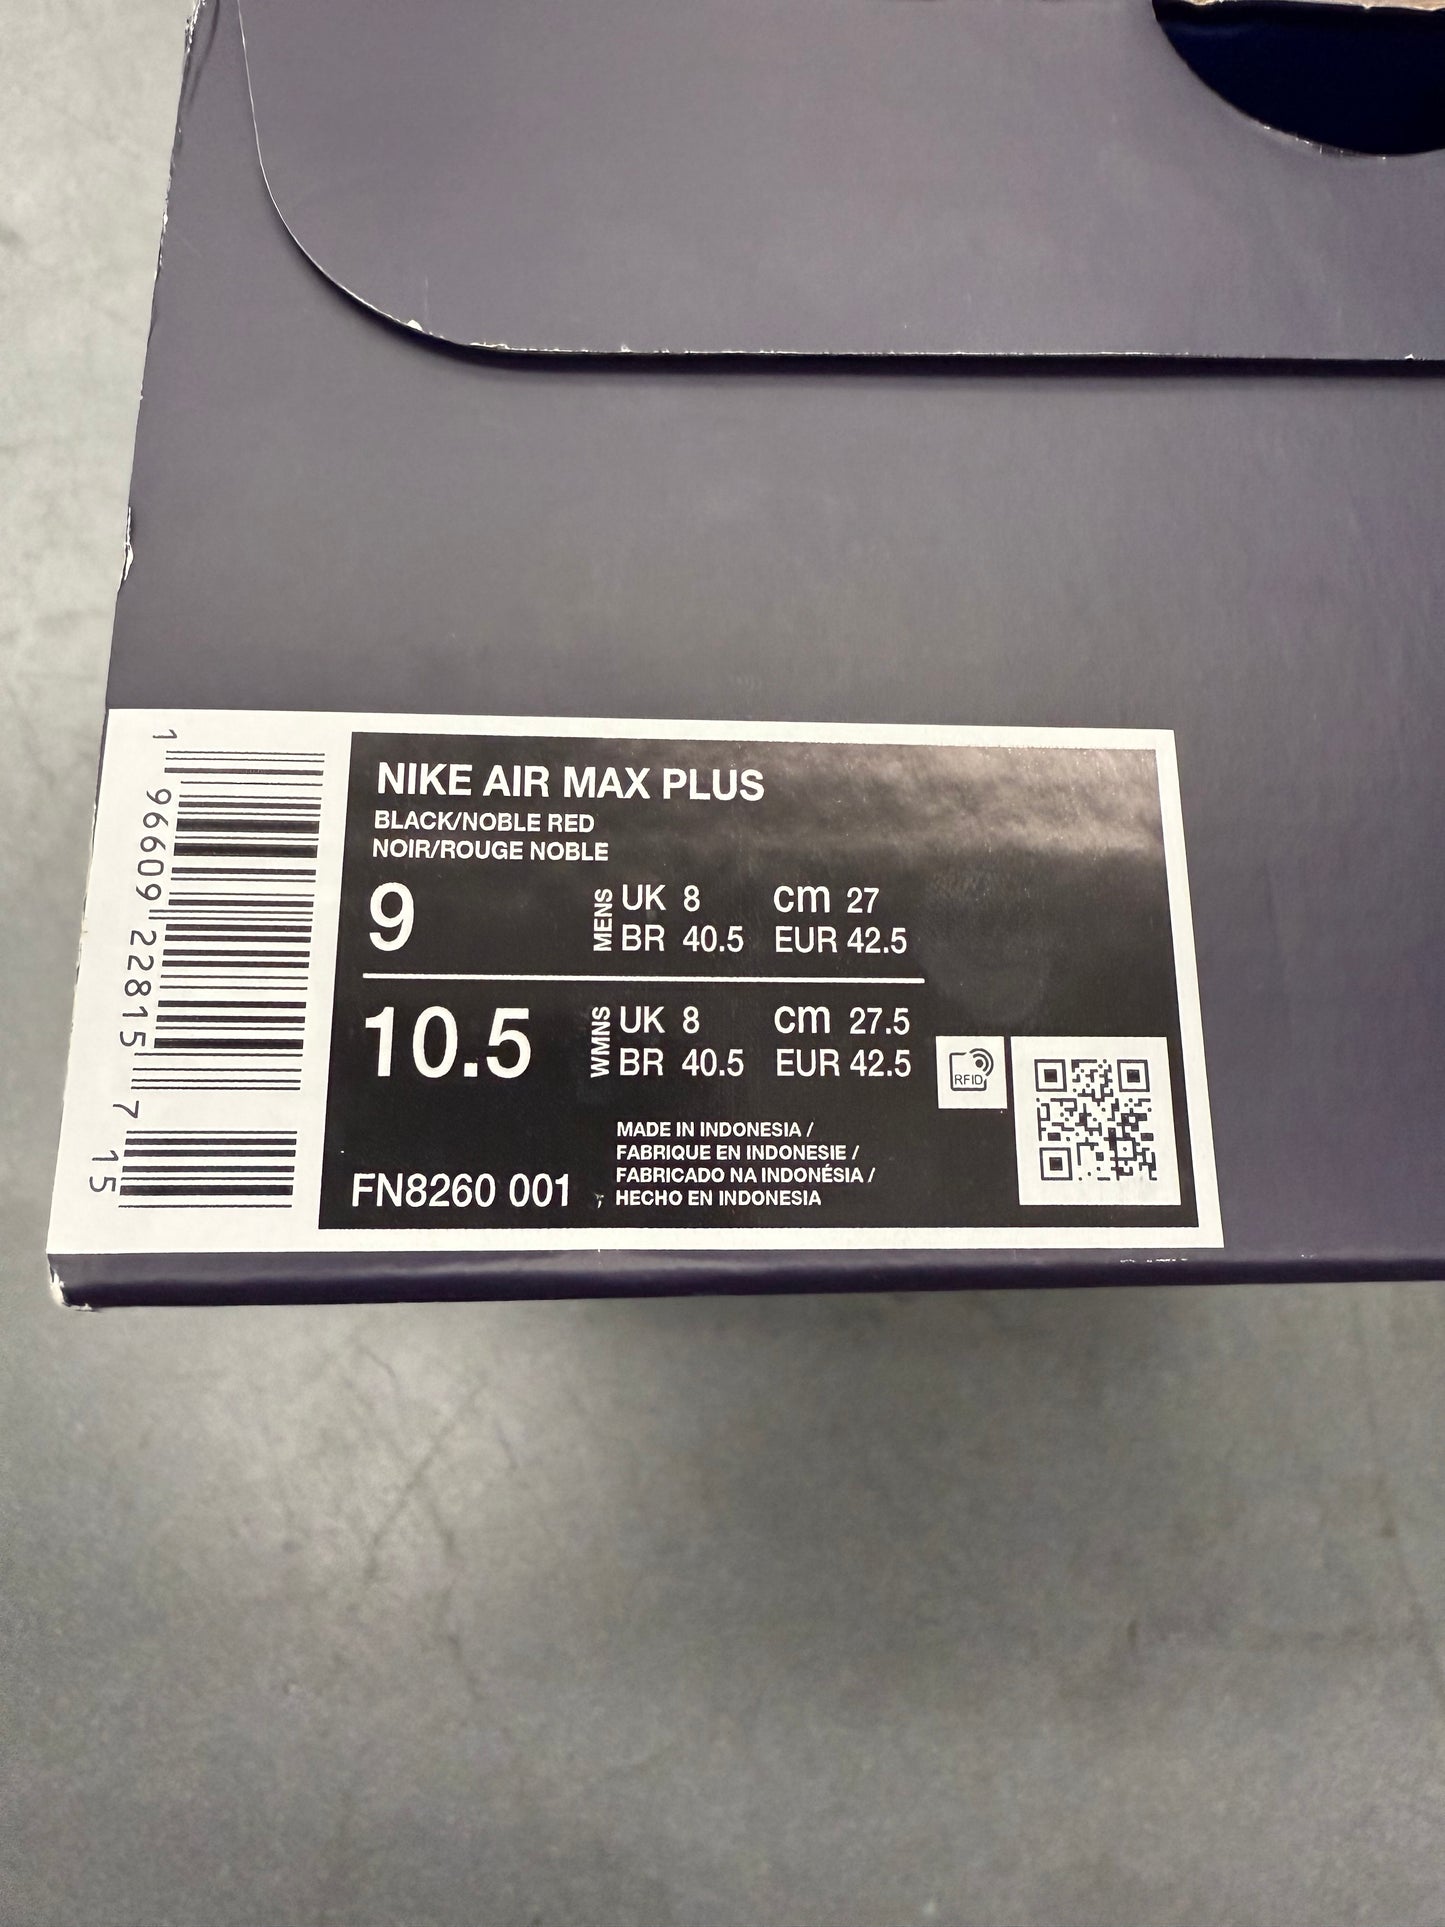 NIKE AIR MAX PLUS
BLACK/NOBLE RED
NOIR/ROUGE NOBLE
9 MENS UK 8 cm 27
BR 40.5 EUR 42.5
10.5 WMNS UK 8 cm 27.5
BR 40.5 EUR 42.5
RFID
MADE IN INDONESIA /
FABRIQUE EN INDONESIE /
FABRICADO NA INDONÉSIA /
HECHO EN INDONESIA
FN8260 001
1 96609 22815 7 15